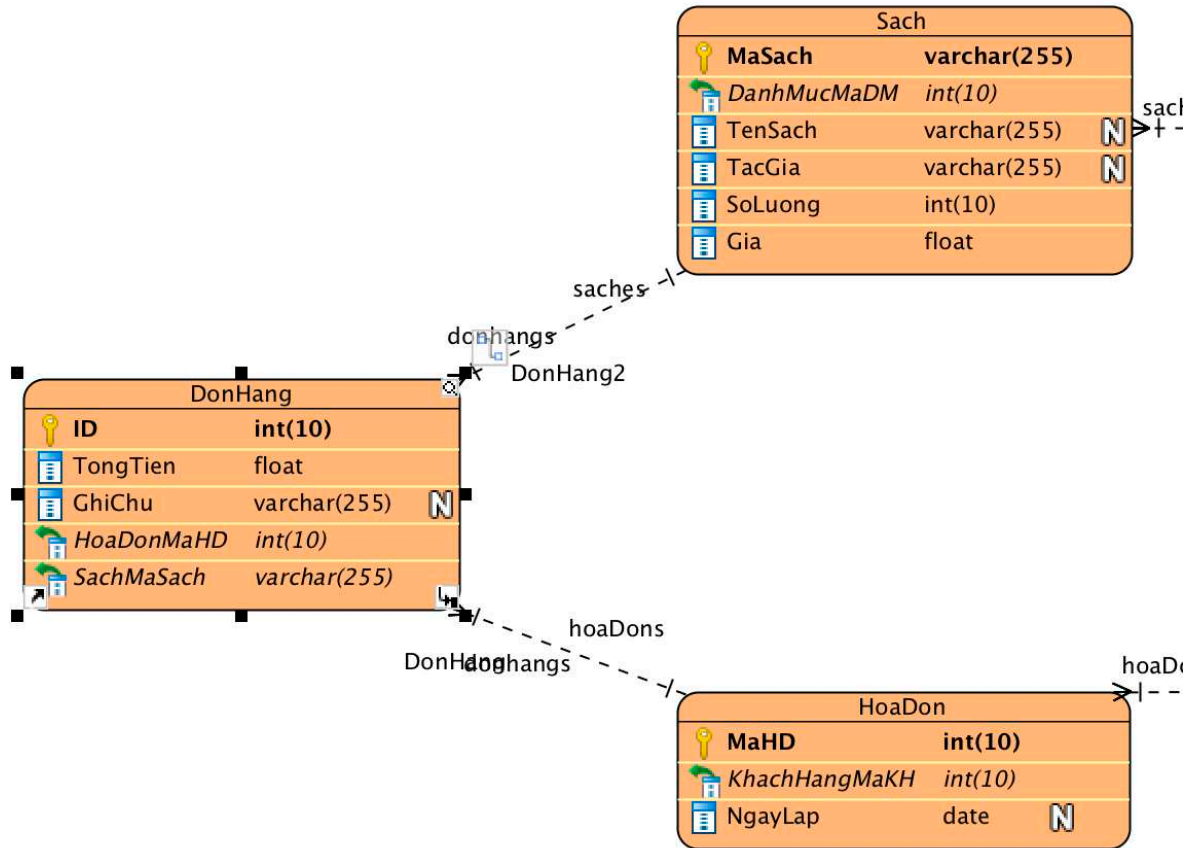 Sach
MaSach varchar(255)
DanhMucMaDM int(10)
TenSach varchar(255) N
TacGia varchar(255) N
SoLuong int(10)
Gia float
saches
donhangs
DonHang2
DonHang
ID int(10)
TongTien float
GhiChu varchar(255) N
HoaDonMaHD int(10)
SachMaSach varchar(255)
hoaDons
DonHang
donhangs
HoaDon
MaHD int(10)
KhachHangMaKH int(10)
NgayLap date N